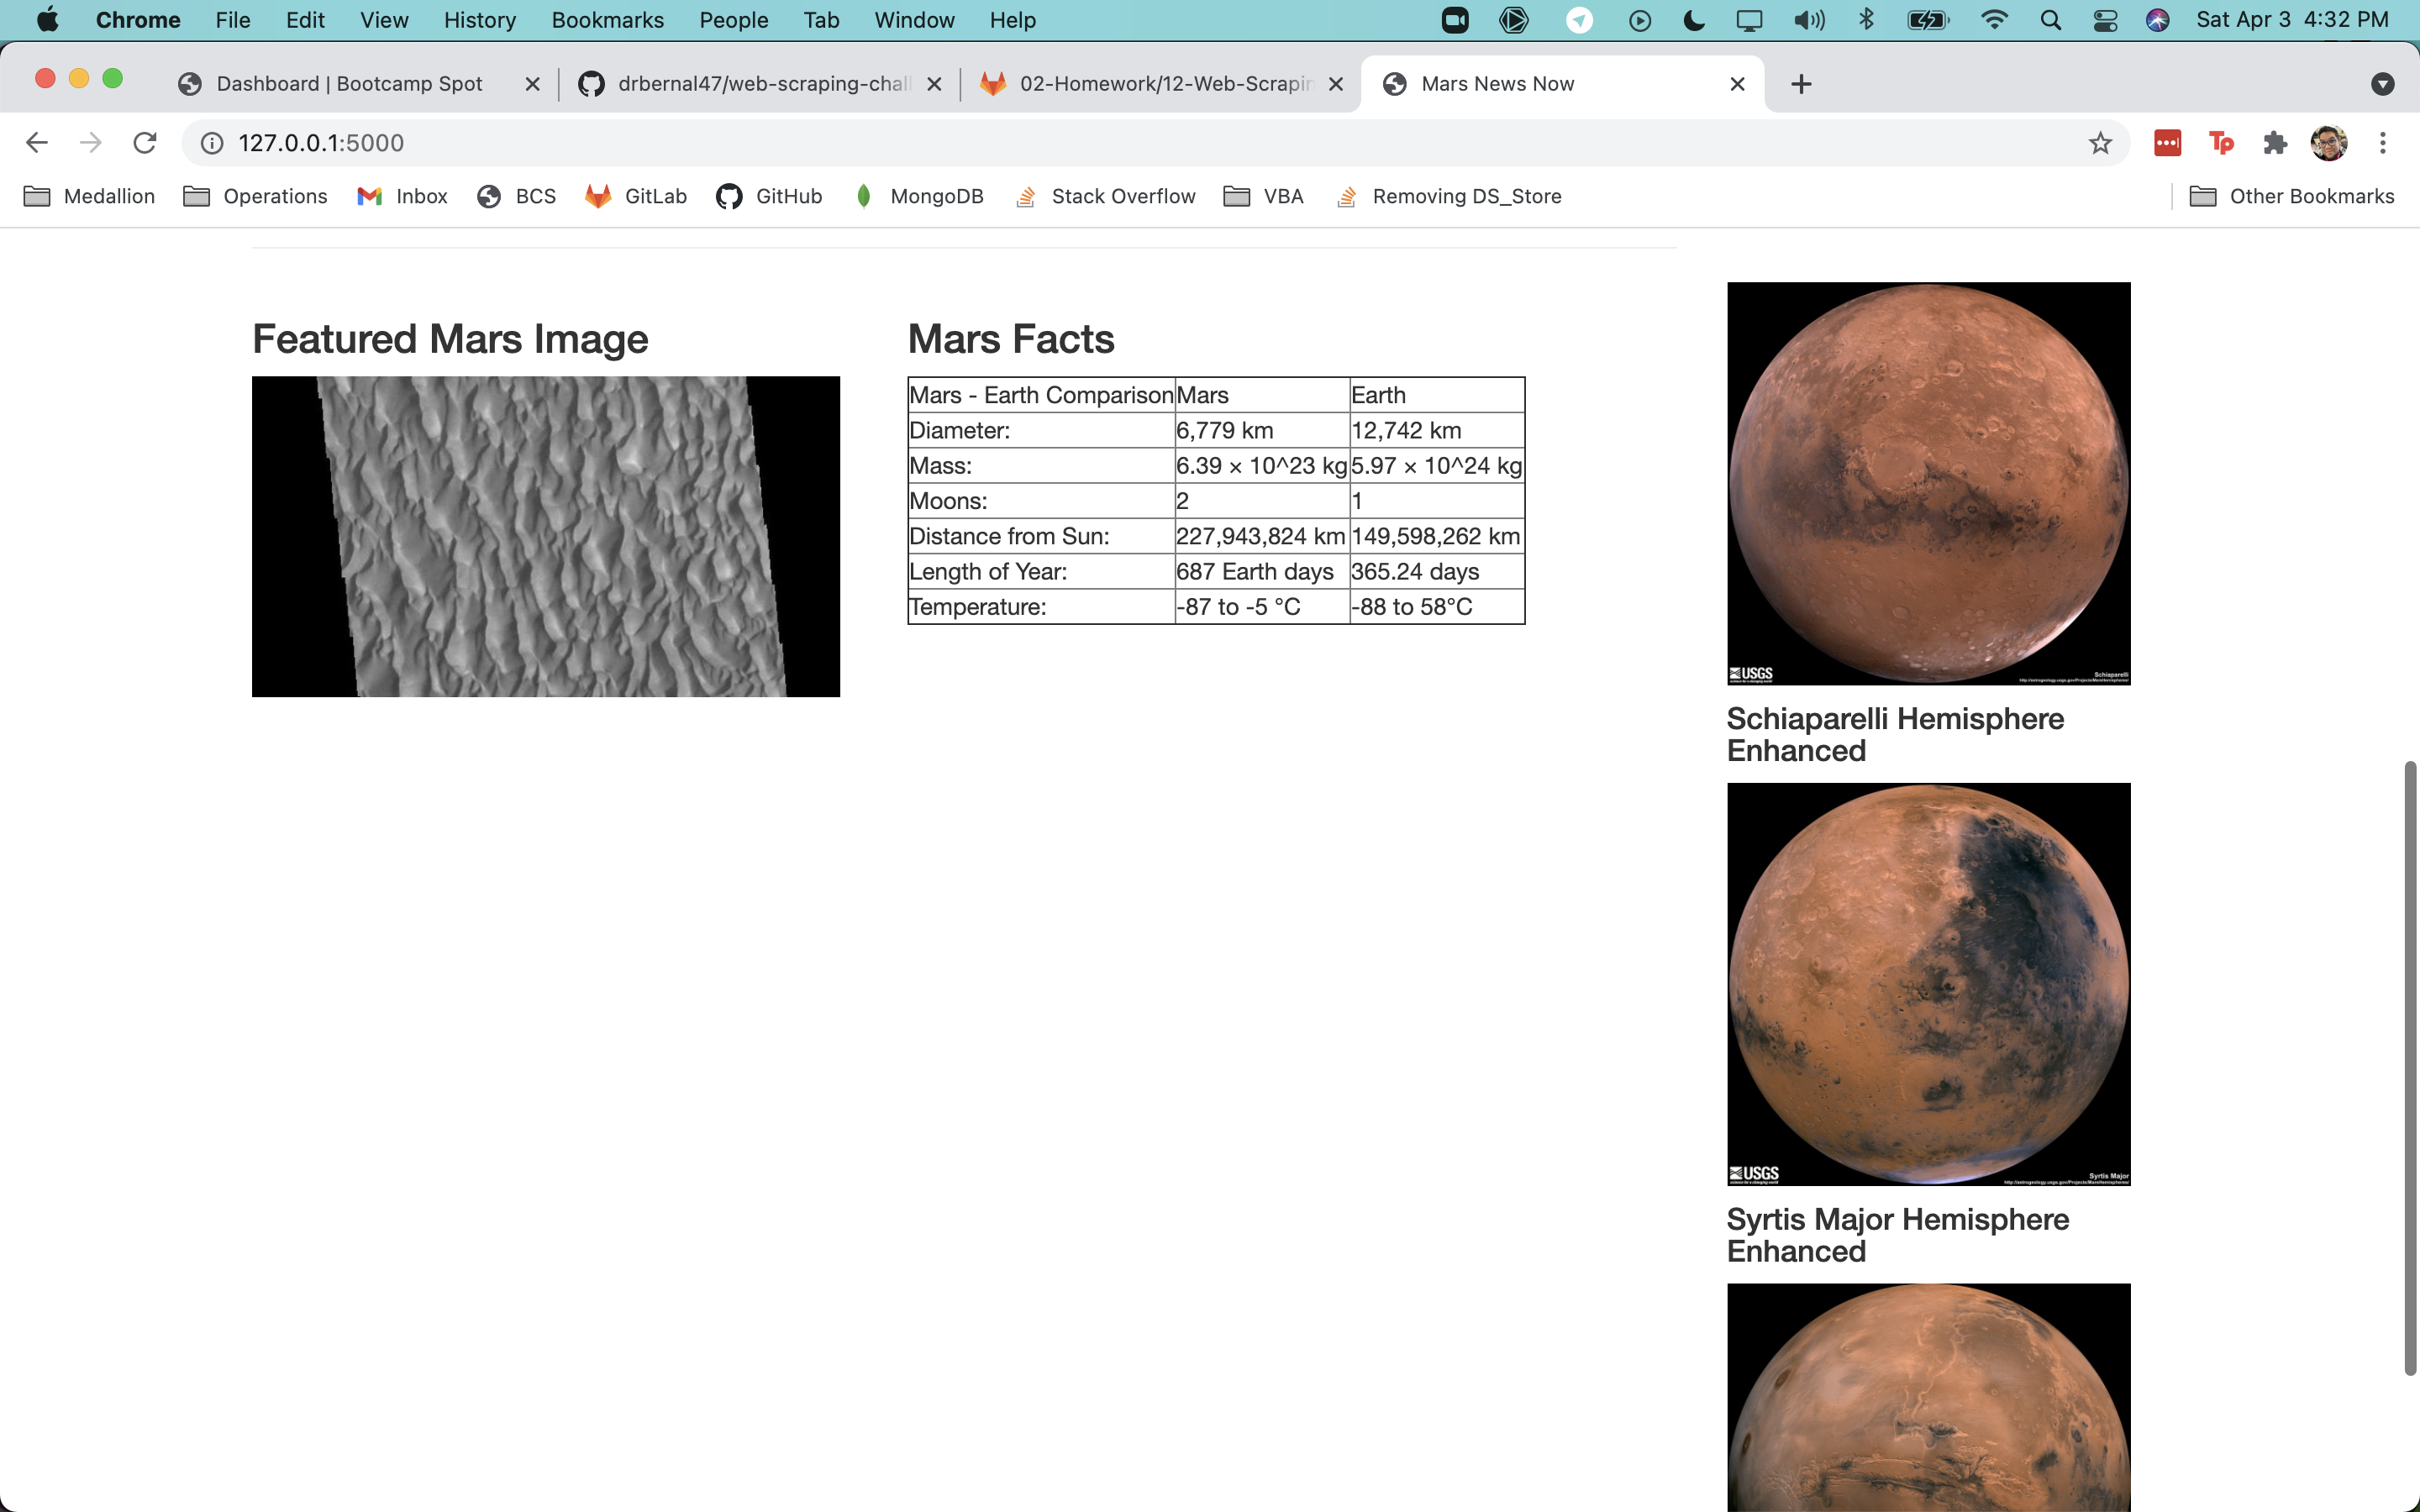 Chrome File Edit View History Bookmarks People Tab Window Help Sat Apr 3 4:32 PM
Dashboard | Bootcamp Spot drbernal47/web-scraping-chal 02-Homework/12-Web-Scrapin Mars News Now
127.0.0.1:5000
Medallion Operations Inbox BCS GitLab GitHub MongoDB Stack Overflow VBA Removing DS_Store Other Bookmarks
Featured Mars Image
Mars Facts
Mars - Earth Comparison Mars Earth
Diameter: 6,779 km 12,742 km
Mass: 6.39 × 10^23 kg 5.97 × 10^24 kg
Moons: 2 1
Distance from Sun: 227,943,824 km 149,598,262 km
Length of Year: 687 Earth days 365.24 days
Temperature: -87 to -5 °C -88 to 58°C
USGS
Schiaparelli
Schiaparelli Hemisphere
Enhanced
USGS
Syrtis Major
Syrtis Major Hemisphere
Enhanced